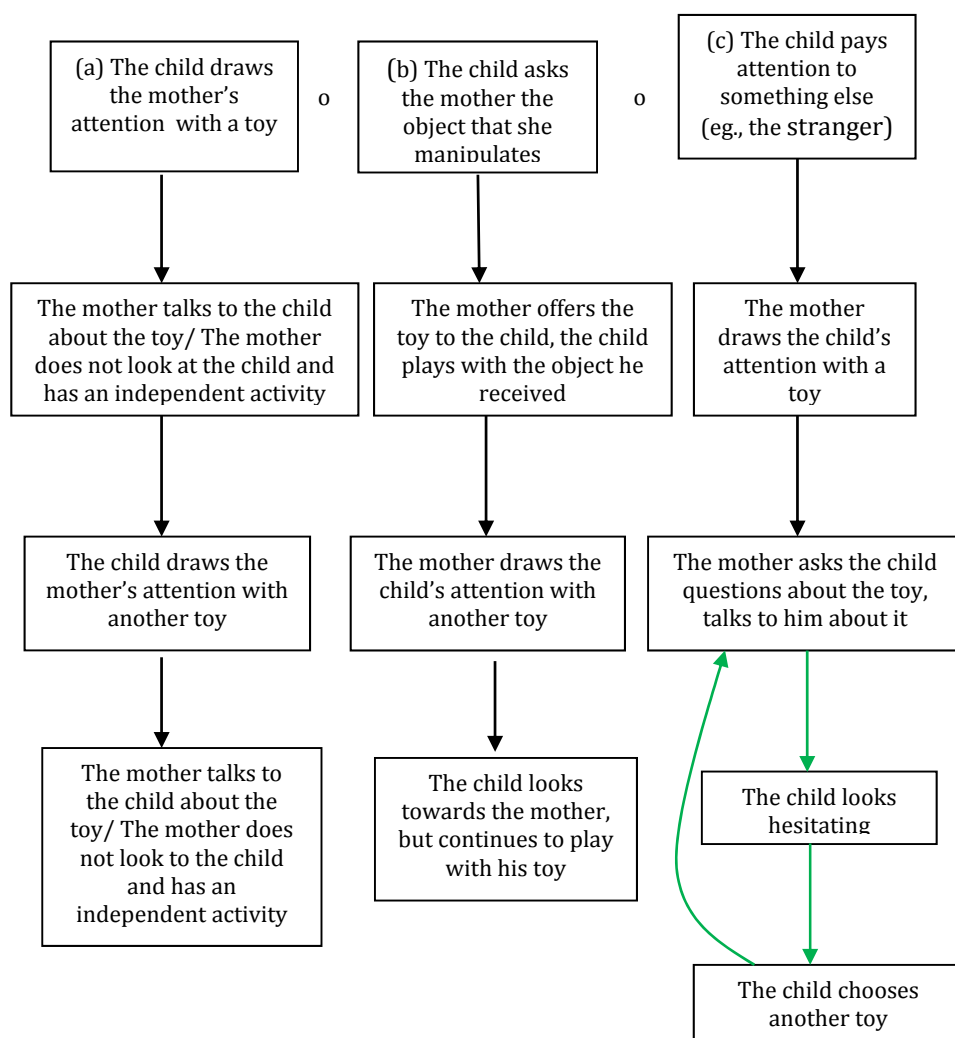 (a) The child draws
the mother's
attention with a toy
o
(b) The child asks
the mother the
object that she
manipulates
o
(c) The child pays
attention to
something else
(eg., the stranger)
The mother talks to the child
about the toy/ The mother
does not look at the child and
has an independent activity
The mother offers the
toy to the child, the child
plays with the object he
received
The mother
draws the child's
attention with a
toy
The child draws the
mother's attention with
another toy
The mother draws the
child's attention with
another toy
The mother asks the child
questions about the toy,
talks to him about it
The mother talks to
the child about the
toy/ The mother does
not look to the child
and has an
independent activity
The child looks
towards the mother,
but continues to play
with his toy
The child looks
hesitating
The child chooses
another toy